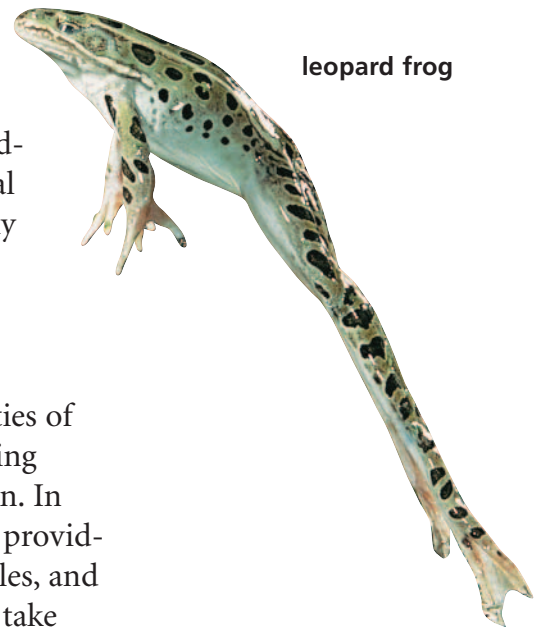 leopard frog
d-
al
y
ties of
ing
n. In
provid-
les, and
take